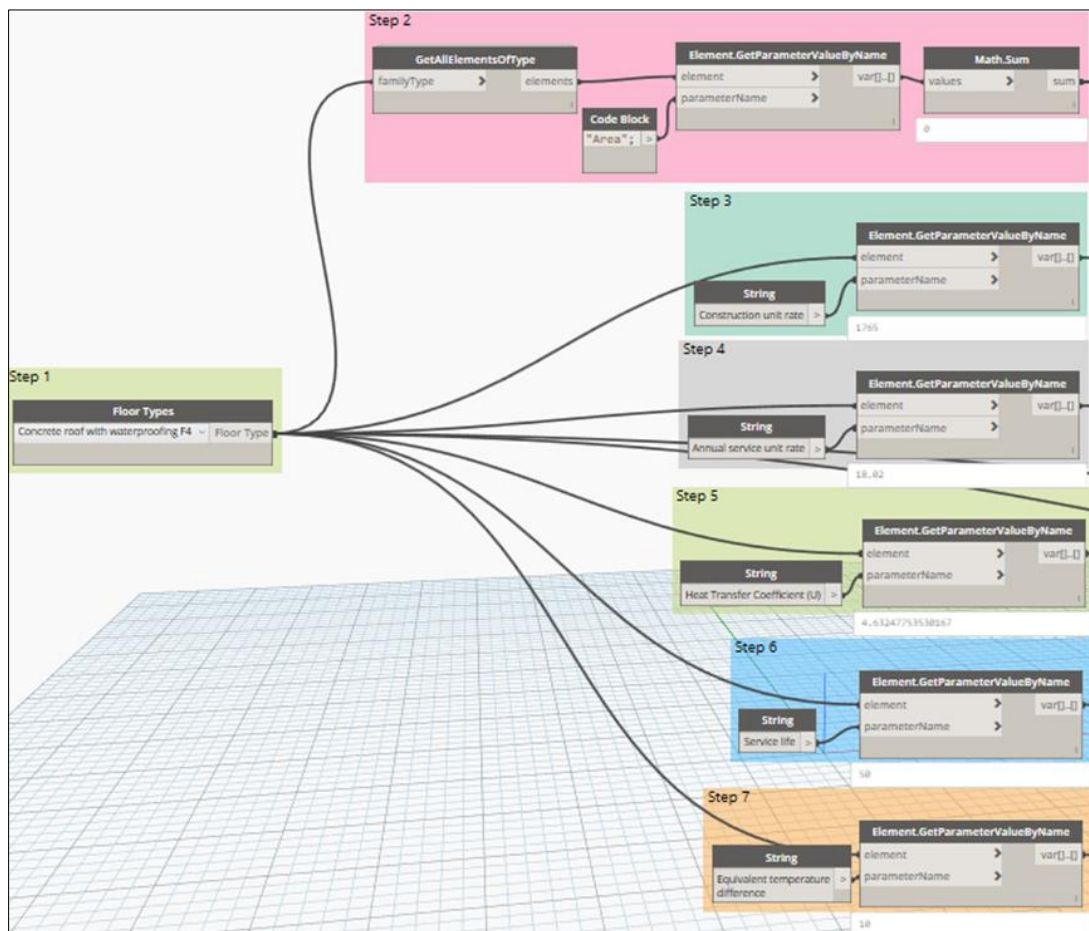 Step 2
GetAllElementsOfType
familyType > elements
Element.GetParameterValueByName
element > var[]..[]
parameterName >
Math.Sum
values > sum
Code Block
"Area"; >
0
Step 3
Element.GetParameterValueByName
element > var[]..[]
parameterName >
String
Construction unit rate >
1765
Step 4
Element.GetParameterValueByName
element > var[]..[]
parameterName >
String
Annual service unit rate >
18.02
Step 1
Floor Types
Concrete roof with waterproofing F4 Floor Type
Step 5
Element.GetParameterValueByName
element > var[]..[]
parameterName >
String
Heat Transfer Coefficient (U) >
4.63247753530167
Step 6
Element.GetParameterValueByName
element > var[]..[]
parameterName >
String
Service life >
50
Step 7
Element.GetParameterValueByName
element > var[]..[]
parameterName >
String
Equivalent temperature >
difference
10